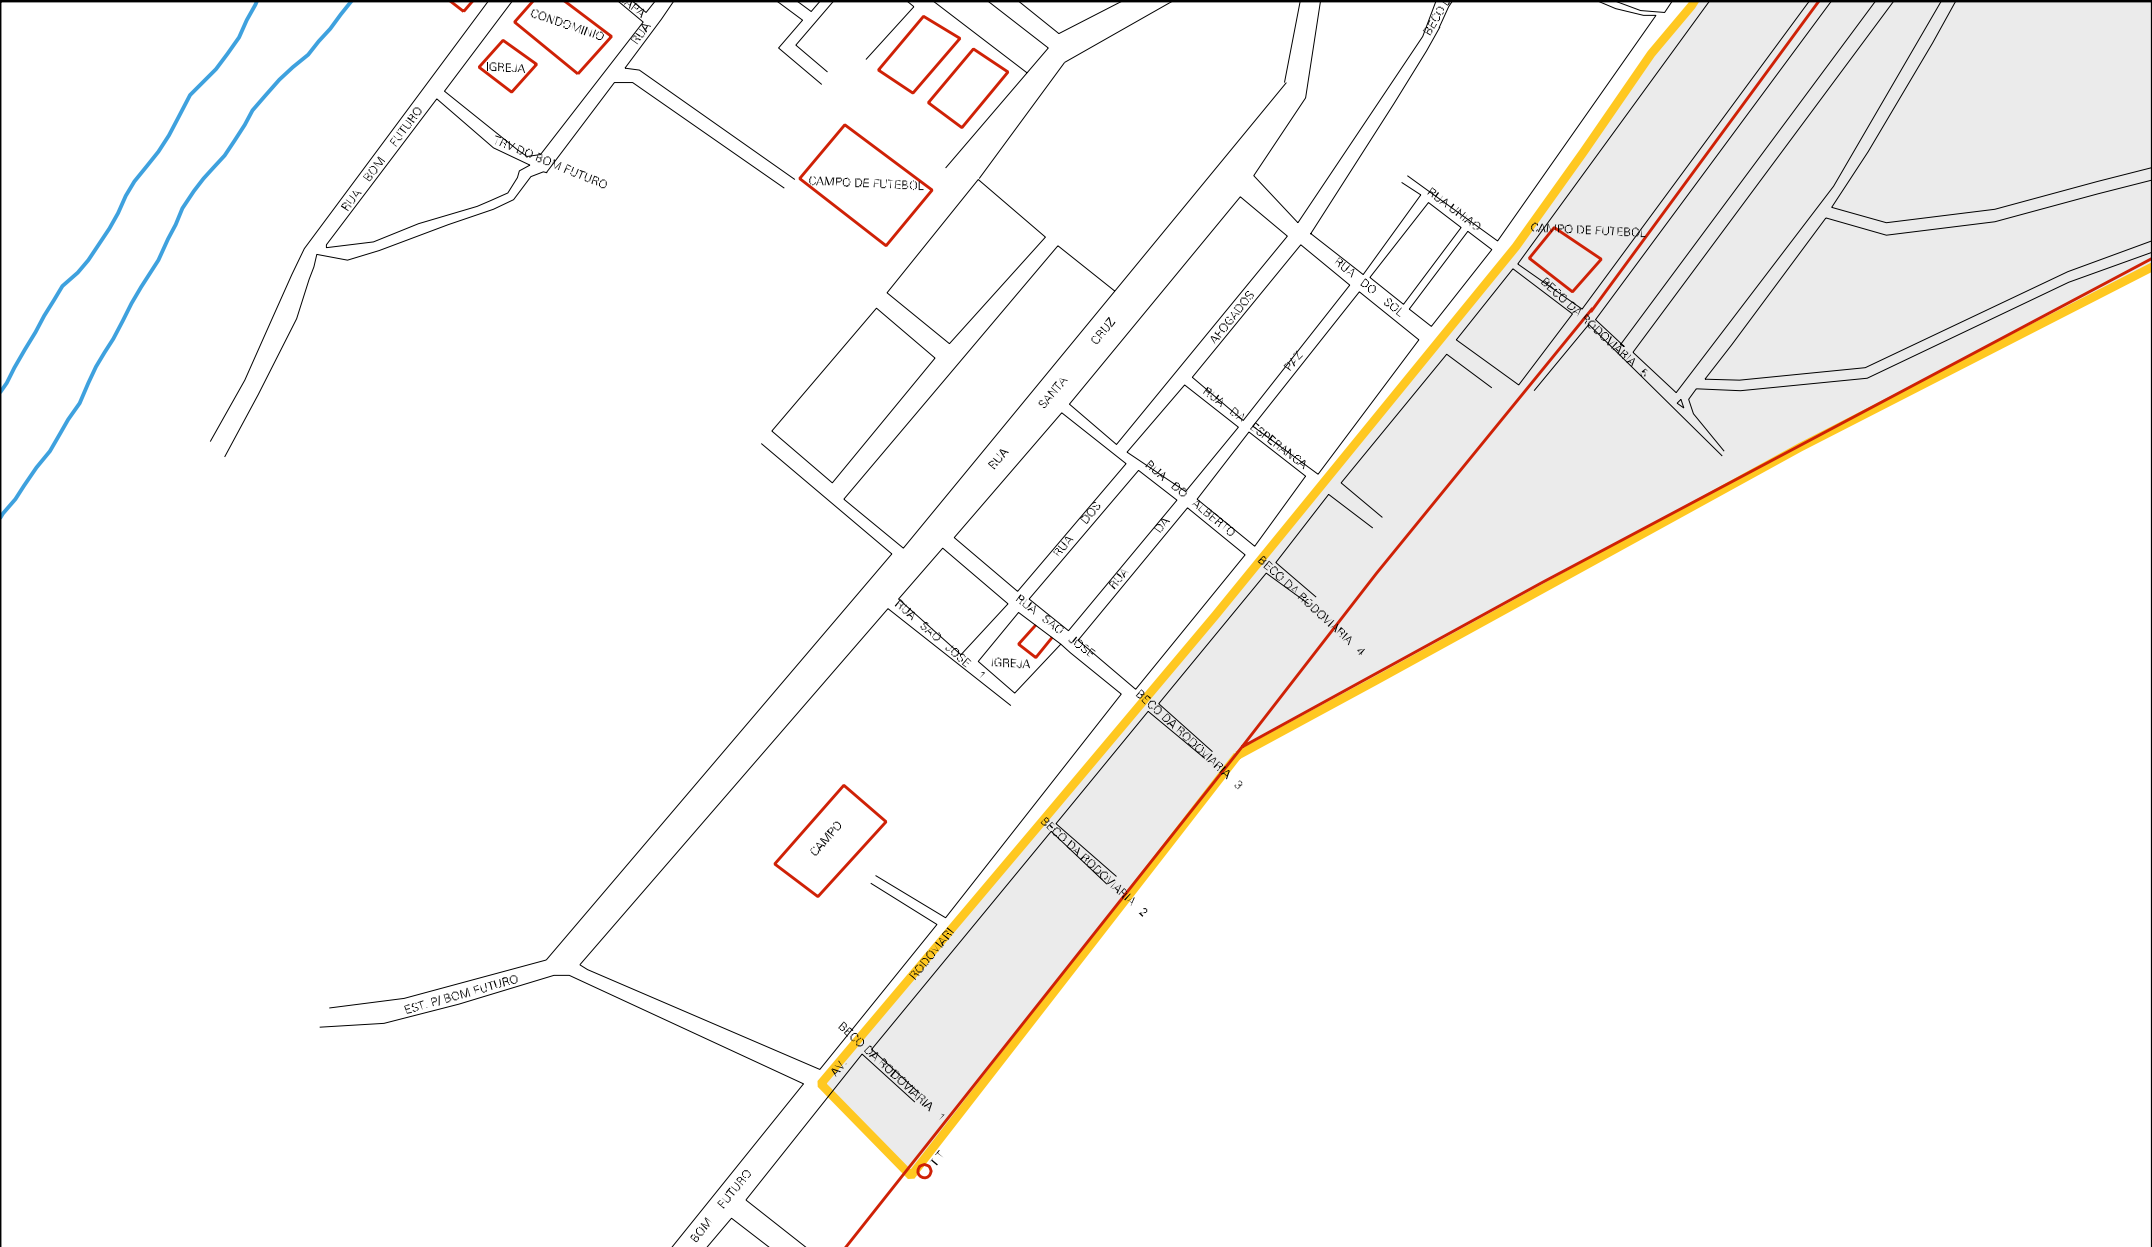 CONDOMINIO
APA
RUA
BECO
IGREJA
RUA BOM FUTURO
TRV DO BOM FUTURO
CAMPO DE FUTEBOL
RUA UNIAO
CAMPO DE FUTEBOL
RUA DO SOL
BECO DA RODOVIARIA 5
4
RUA SANTA CRUZ
RUA DOS AFOGADOS
RUA DA PAZ
RUA DA ESPERANCA
RUA DO ALBERTO
BECO DA RODOVIARIA 4
RUA SAO JOSE
RUA SAO JOSE 1
IGREJA
BECO DA RODOVIARIA 3
CAMPO
BECO DA RODOVIARIA 2
AV RODOVIARI
EST. P/ BOM FUTURO
BECO DA RODOVIARIA 1
BOM FUTURO